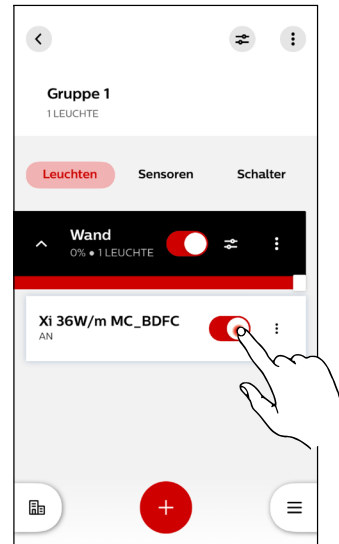 Gruppe 1
1 LEUCHTE
Leuchten Sensoren Schalter
Wand
0% • 1 LEUCHTE
Xi 36W/m MC_BDFC
AN